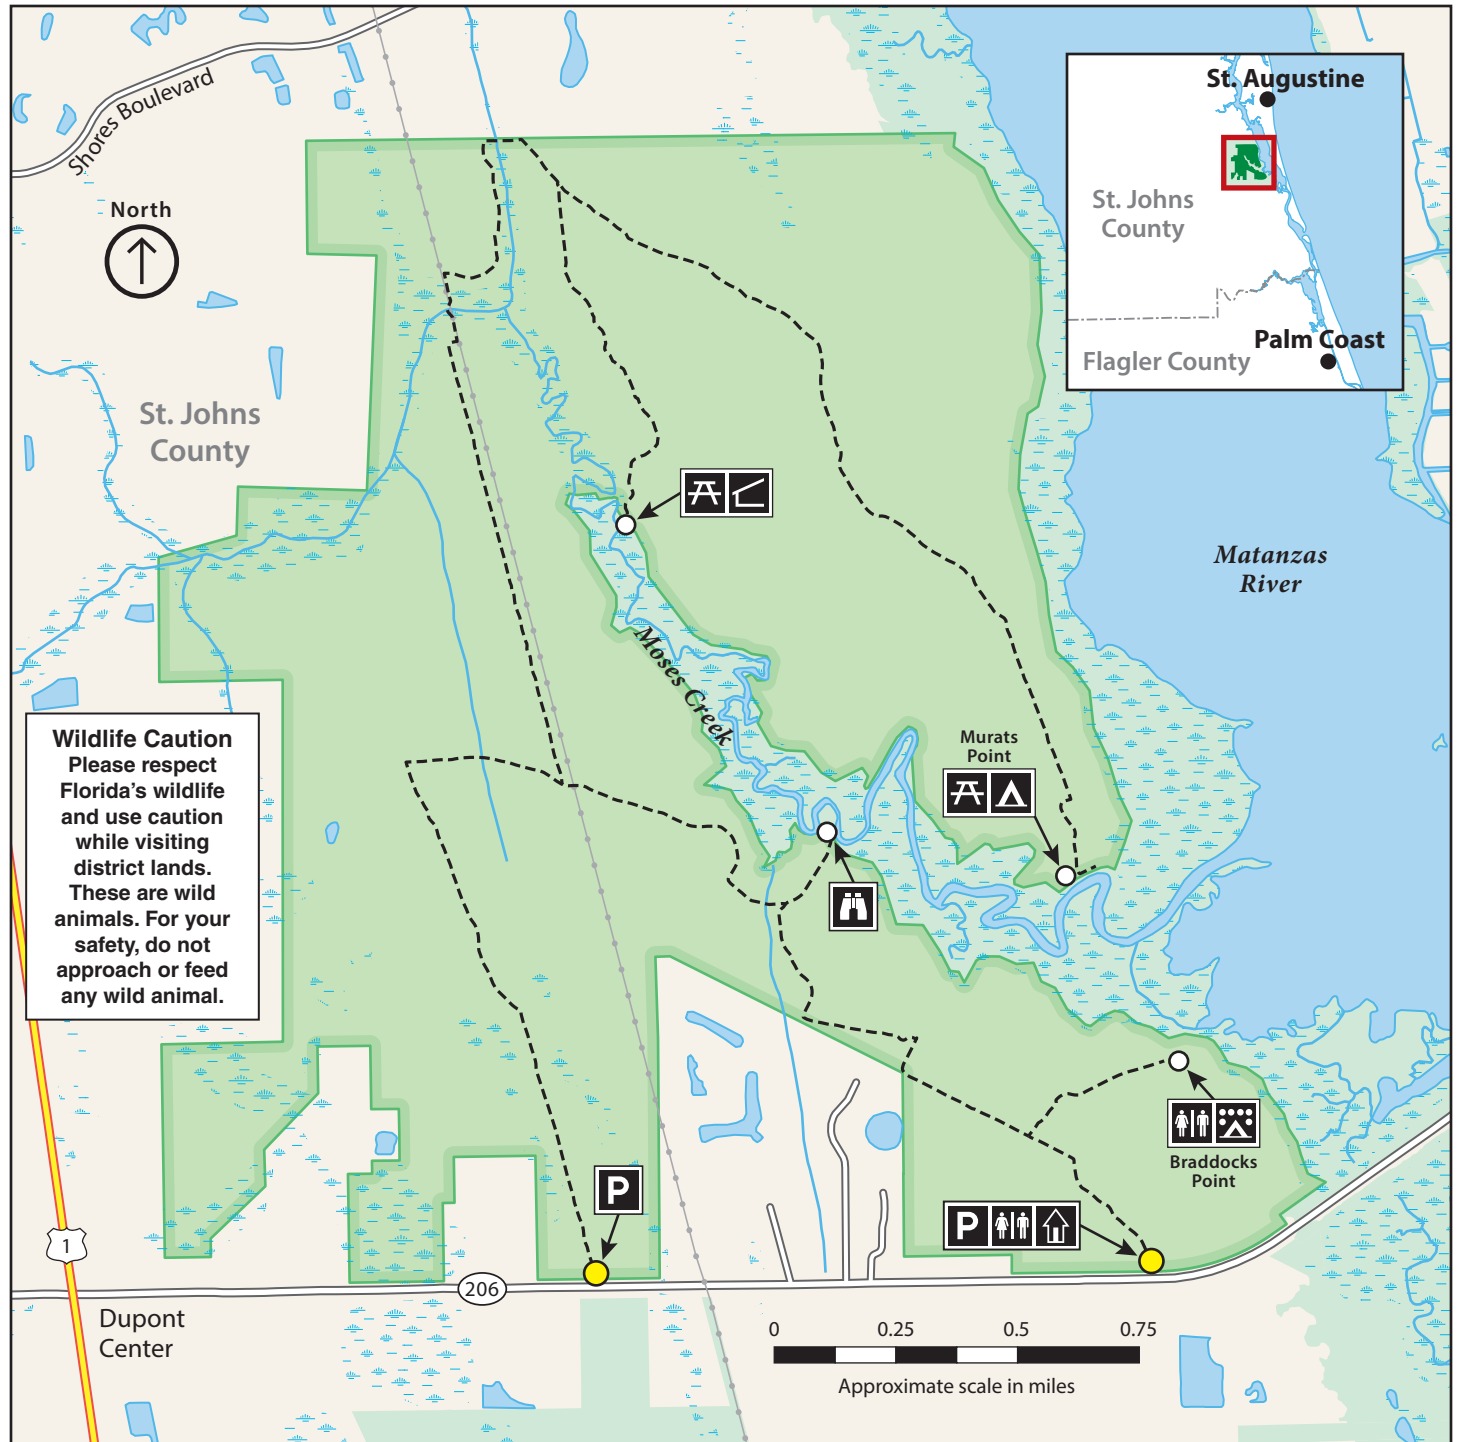 Shores Boulevard
North
St. Augustine
St. Johns
County
Palm Coast
Flagler County
St. Johns
County
Matanzas
River
Moses Creek
Wildlife Caution
Please respect
Florida's wildlife
and use caution
while visiting
district lands.
These are wild
animals. For your
safety, do not
approach or feed
any wild animal.
Murats
Point
Braddocks
Point
P
P
1
206
Dupont
Center
0 0.25 0.5 0.75
Approximate scale in miles